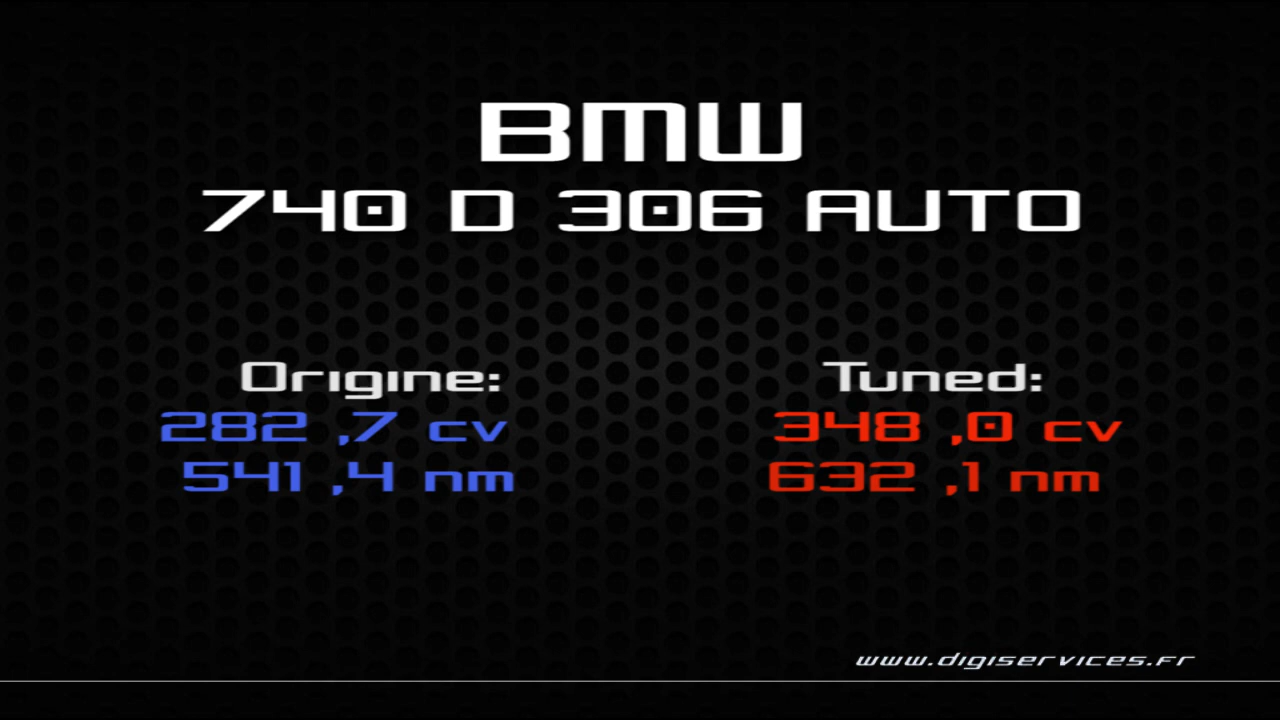 BMW
740 D 306 AUTO
Origine:
282 ,7 cv
541 ,4 nm
Tuned:
348 ,0 cv
632 ,1 nm
www.digiservices.fr